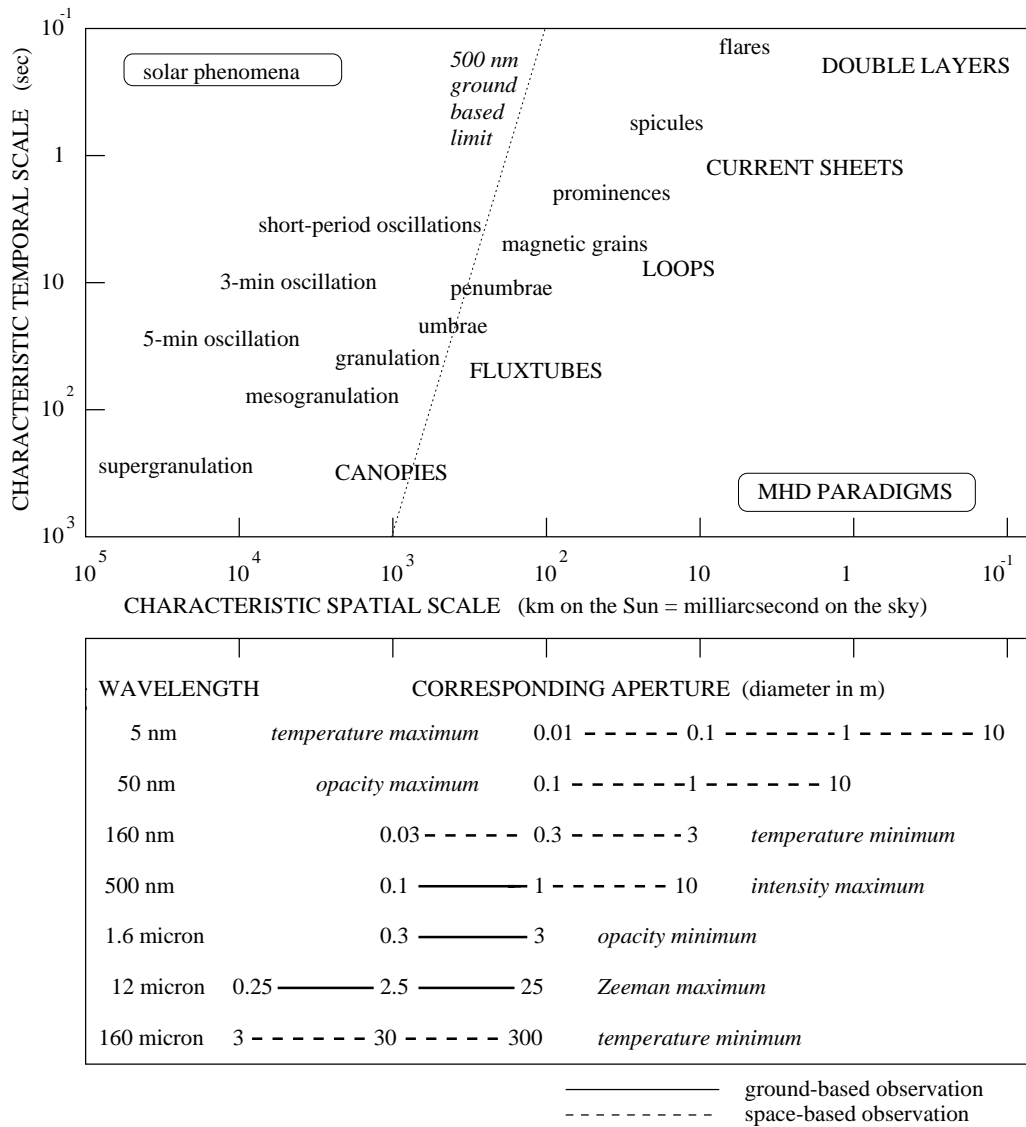 CHARACTERISTIC TEMPORAL SCALE (sec)
10-1
1
10
10 2
10 3
solar phenomena
500 nm
ground
based
limit
flares
DOUBLE LAYERS
spicules
CURRENT SHEETS
prominences
short-period oscillations
magnetic grains
LOOPS
3-min oscillation
penumbrae
umbrae
5-min oscillation
granulation
FLUXTUBES
mesogranulation
supergranulation
CANOPIES
MHD PARADIGMS
10 5 10 4 10 3 10 2 10 1 10-1
CHARACTERISTIC SPATIAL SCALE (km on the Sun = milliarcsecond on the sky)
WAVELENGTH CORRESPONDING APERTURE (diameter in m)
5 nm temperature maximum 0.01 0.1 1 10
50 nm opacity maximum 0.1 1 10
160 nm 0.03 0.3 3 temperature minimum
500 nm 0.1 1 10 intensity maximum
1.6 micron 0.3 3 opacity minimum
12 micron 0.25 2.5 25 Zeeman maximum
160 micron 3 30 300 temperature minimum
ground-based observation
space-based observation